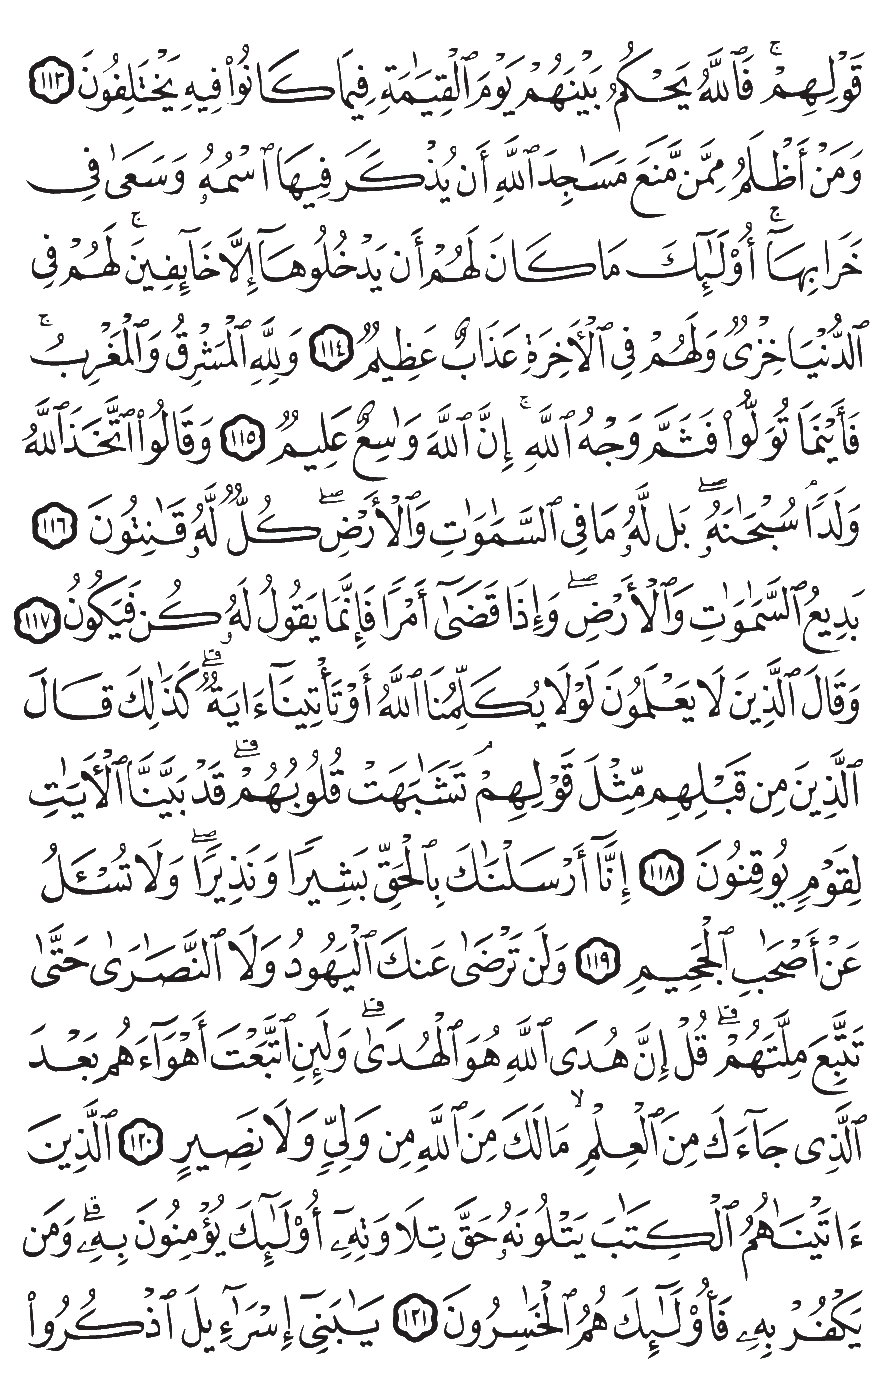 قَوْلِهِمْ ۚ فَٱللَّهُ يَحْكُمُ بَيْنَهُمْ يَوْمَ ٱلْقِيَـٰمَةِ فِيمَا كَانُوا۟ فِيهِ يَخْتَلِفُونَ ١١٣
وَمَنْ أَظْلَمُ مِمَّن مَّنَعَ مَسَـٰجِدَ ٱللَّهِ أَن يُذْكَرَ فِيهَا ٱسْمُهُۥ وَسَعَىٰ فِى
خَرَابِهَآ ۚ أُو۟لَـٰٓئِكَ مَا كَانَ لَهُمْ أَن يَدْخُلُوهَآ إِلَّا خَآئِفِينَ ۚ لَهُمْ فِى
ٱلدُّنْيَا خِزْىٌ وَلَهُمْ فِى ٱلْـَٔاخِرَةِ عَذَابٌ عَظِيمٌ ١١٤ وَلِلَّهِ ٱلْمَشْرِقُ وَٱلْمَغْرِبُ ۚ
فَأَيْنَمَا تُوَلُّوا۟ فَثَمَّ وَجْهُ ٱللَّهِ ۚ إِنَّ ٱللَّهَ وَٰسِعٌ عَلِيمٌ ١١٥ وَقَالُوا۟ ٱتَّخَذَ ٱللَّهُ
وَلَدًا ۗ سُبْحَـٰنَهُۥ ۖ بَل لَّهُۥ مَا فِى ٱلسَّمَـٰوَٰتِ وَٱلْأَرْضِ ۖ كُلٌّ لَّهُۥ قَـٰنِتُونَ ١١٦
بَدِيعُ ٱلسَّمَـٰوَٰتِ وَٱلْأَرْضِ ۖ وَإِذَا قَضَىٰٓ أَمْرًا فَإِنَّمَا يَقُولُ لَهُۥ كُن فَيَكُونُ ١١٧
وَقَالَ ٱلَّذِينَ لَا يَعْلَمُونَ لَوْلَا يُكَلِّمُنَا ٱللَّهُ أَوْ تَأْتِينَآ ءَايَةٌ ۗ كَذَٰلِكَ قَالَ
ٱلَّذِينَ مِن قَبْلِهِم مِّثْلَ قَوْلِهِمْ ۘ تَشَـٰبَهَتْ قُلُوبُهُمْ ۗ قَدْ بَيَّنَّا ٱلْـَٔايَـٰتِ
لِقَوْمٍ يُوقِنُونَ ١١٨ إِنَّآ أَرْسَلْنَـٰكَ بِٱلْحَقِّ بَشِيرًا وَنَذِيرًا ۖ وَلَا تُسْـَٔلُ
عَنْ أَصْحَـٰبِ ٱلْجَحِيمِ ١١٩ وَلَن تَرْضَىٰ عَنكَ ٱلْيَهُودُ وَلَا ٱلنَّصَـٰرَىٰ حَتَّىٰ
تَتَّبِعَ مِلَّتَهُمْ ۗ قُلْ إِنَّ هُدَى ٱللَّهِ هُوَ ٱلْهُدَىٰ ۗ وَلَئِنِ ٱتَّبَعْتَ أَهْوَآءَهُم بَعْدَ
ٱلَّذِى جَآءَكَ مِنَ ٱلْعِلْمِ ۙ مَا لَكَ مِنَ ٱللَّهِ مِن وَلِىٍّ وَلَا نَصِيرٍ ١٢٠ ٱلَّذِينَ
ءَاتَيْنَـٰهُمُ ٱلْكِتَـٰبَ يَتْلُونَهُۥ حَقَّ تِلَاوَتِهِۦٓ أُو۟لَـٰٓئِكَ يُؤْمِنُونَ بِهِۦ ۗ وَمَن
يَكْفُرْ بِهِۦ فَأُو۟لَـٰٓئِكَ هُمُ ٱلْخَـٰسِرُونَ ١٢١ يَـٰبَنِىٓ إِسْرَٰٓءِيلَ ٱذْكُرُوا۟